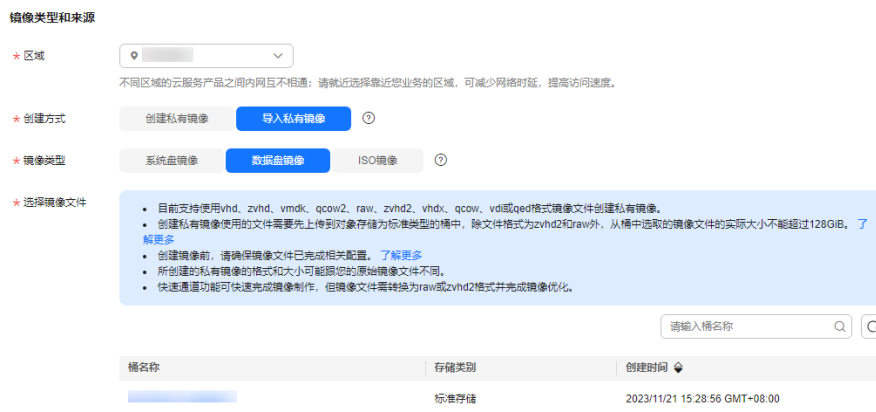 镜像类型和来源
* 区域
不同区域的云服务产品之间内网互不相通；请就近选择靠近您业务的区域，可减少网络时延，提高访问速度。
* 创建方式 创建私有镜像 导入私有镜像 ?
* 镜像类型 系统盘镜像 数据盘镜像 ISO镜像 ?
* 选择镜像文件
• 目前支持使用vhd、zvhd、vmdk、qcow2、raw、zvhd2、vhdx、qcow、vdi或qed格式镜像文件创建私有镜像。
• 创建私有镜像使用的文件需要先上传到对象存储为标准类型的桶中，除文件格式为zvhd2和raw外，从桶中选取的镜像文件的实际大小不能超过128GiB。 了
解更多
• 创建镜像前，请确保镜像文件已完成相关配置。 了解更多
• 所创建的私有镜像的格式和大小可能跟您的原始镜像文件不同。
• 快速通道功能可快速完成镜像制作，但镜像文件需转换为raw或zvhd2格式并完成镜像优化。
请输入桶名称
桶名称 存储类别 创建时间
标准存储 2023/11/21 15:28:56 GMT+08:00